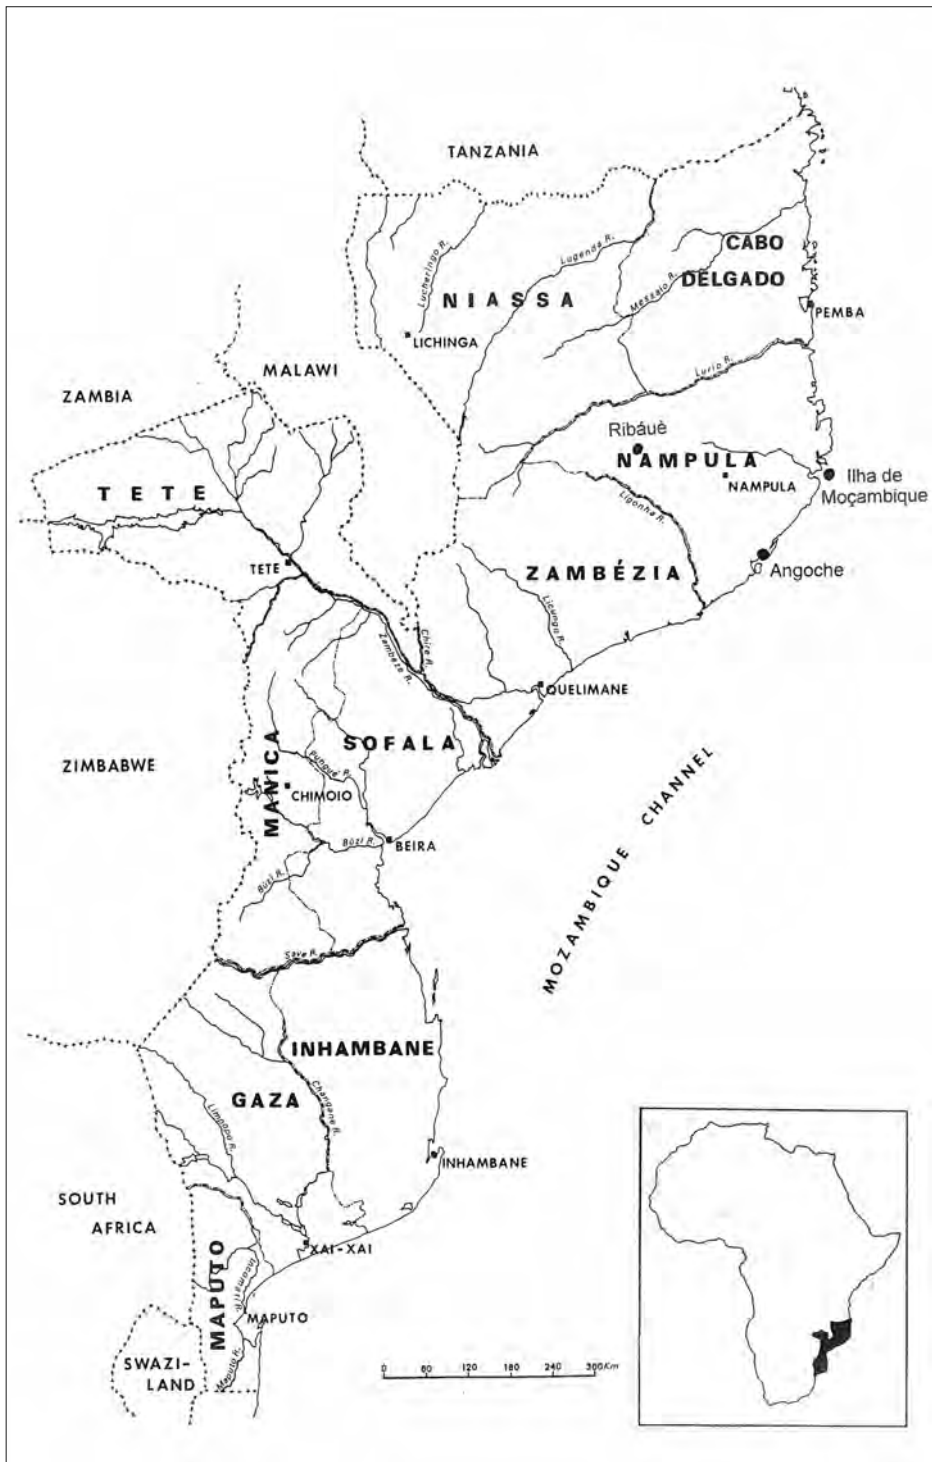 TANZANIA
CABO
DELGADO
Lugenda R.
Lucheringo R.
Messalo R.
NIASSA
PEMBA
LICHINGA
MALAWI
Lurio R.
ZAMBIA
Ribáuè
NAMPULA
NAMPULA
Ilha de
Moçambique
TETE
Ligonha R.
TETE
ZAMBÉZIA
Angoche
Licungo R.
Chire R.
Zambeze R.
QUELIMANE
SOFALA
MANICA
ZIMBABWE
Pungué R.
CHIMOIO
MOZAMBIQUE CHANNEL
Búzi R.
BEIRA
Búzi R.
Save R.
INHAMBANE
GAZA
Changane R.
Limpopo R.
INHAMBANE
SOUTH
AFRICA
XAI-XAI
MAPUTO
Incomati R.
MAPUTO
SWAZI-
LAND
Maputo R.
0 60 120 180 240 300 Km